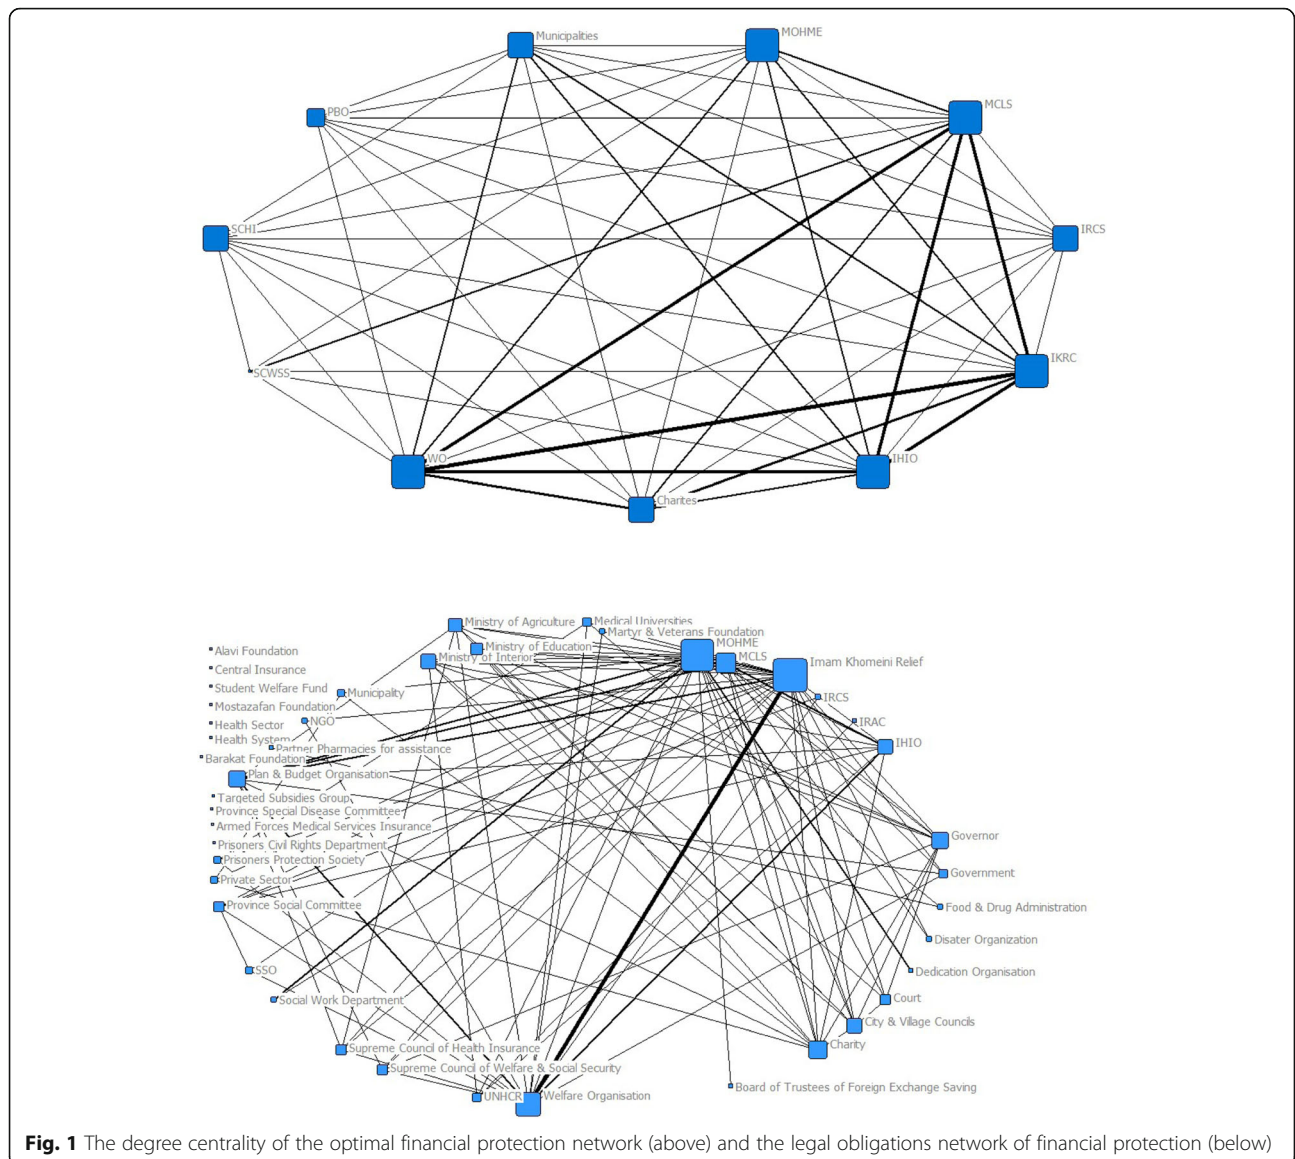 Municipalities
MOHME
MCLS
PBO
SCHI
IRCS
SCWSS
IKRC
WO
IHIO
Charites
Ministry of Agriculture
Medical Universities
Martyr & Veterans Foundation
Ministry of Education
MOHME
Ministry of Interior
MCLS
Imam Khomeini Relief
Alavi Foundation
Central Insurance
Student Welfare Fund
Municipality
IRCS
Mostazafan Foundation
NGO
IRAC
Health Sector
Health System
Partner Pharmacies for assistance
IHIO
Barakat Foundation
Plan & Budget Organisation
Targeted Subsidies Group
Province Special Disease Committee
Armed Forces Medical Services Insurance
Governor
Prisoners Civil Rights Department
Prisoners Protection Society
Government
Private Sector
Province Social Committee
Food & Drug Administration
Disater Organization
SSO
Dedication Organisation
Social Work Department
Court
City & Village Councils
Supreme Council of Health Insurance
Charity
Supreme Council of Welfare & Social Security
Board of Trustees of Foreign Exchange Saving
UNHCR
Welfare Organisation
Fig. 1 The degree centrality of the optimal financial protection network (above) and the legal obligations network of financial protection (below)